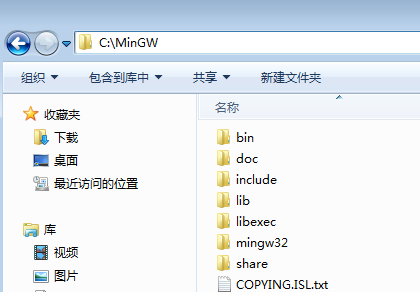 C:\MinGW
组织 包含到库中 共享 新建文件夹
名称
收藏夹
下载
桌面
最近访问的位置
库
视频
图片
bin
doc
include
lib
libexec
mingw32
share
COPYING.ISL.txt